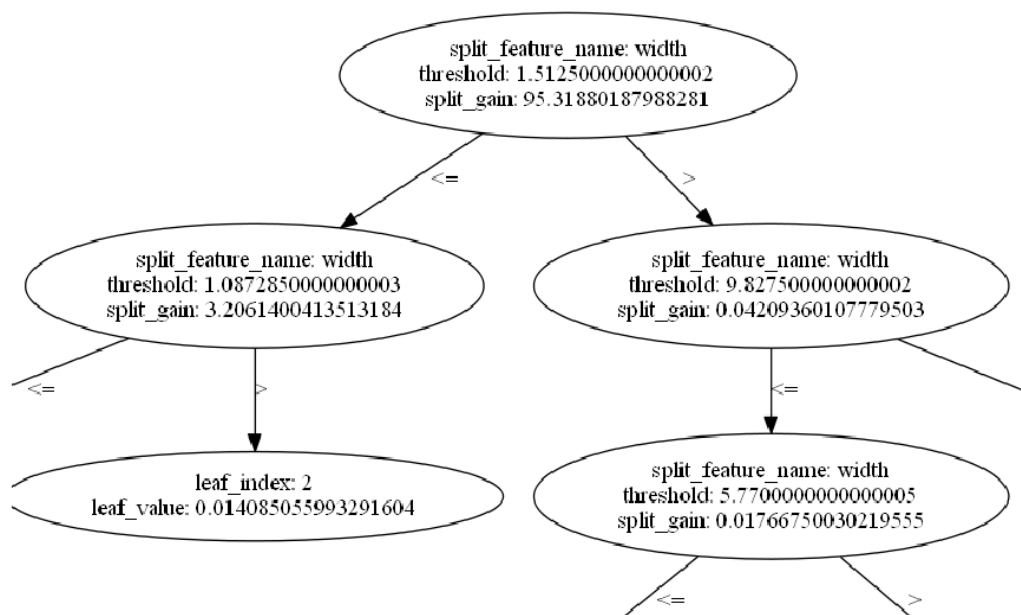 split_feature_name: width
threshold: 1.5125000000000002
split_gain: 95.31880187988281
<=
>
split_feature_name: width
threshold: 1.0872850000000003
split_gain: 3.2061400413513184
split_feature_name: width
threshold: 9.827500000000002
split_gain: 0.04209360107779503
<=
>
<=
leaf_index: 2
leaf_value: 0.014085055993291604
split_feature_name: width
threshold: 5.7700000000000005
split_gain: 0.01766750030219555
<=
>